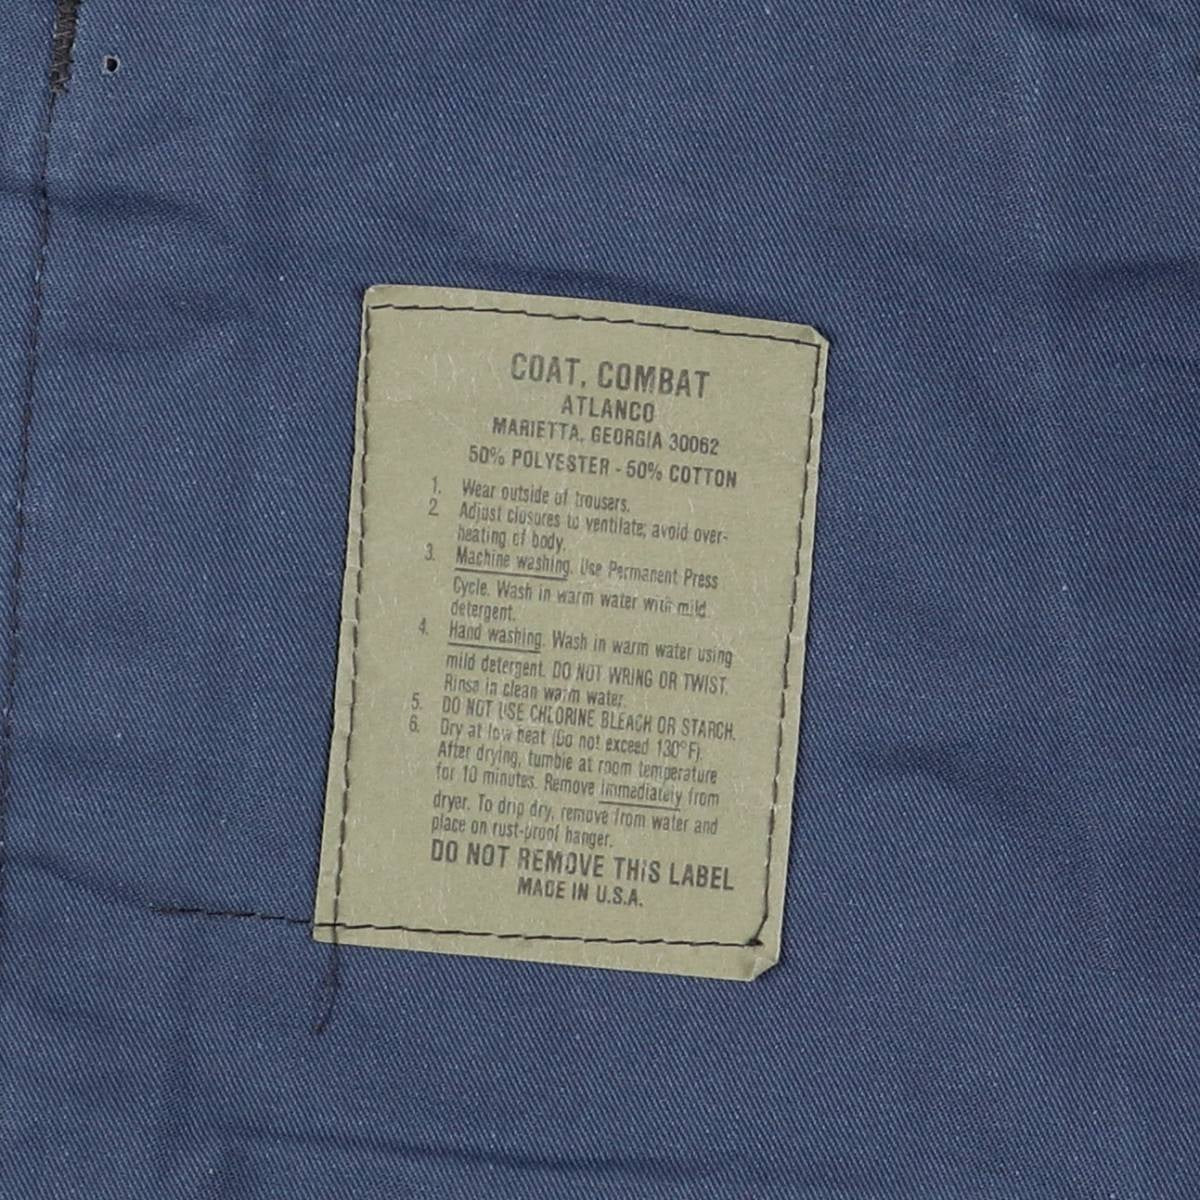 COAT, COMBAT
ATLANCO
MARIETTA, GEORGIA 30062
50% POLYESTER - 50% COTTON
1. Wear outside of trousers.
2. Adjust closures to ventilate; avoid over-
heating of body.
3. Machine washing. Use Permanent Press
Cycle. Wash in warm water with mild
detergent.
4. Hand washing. Wash in warm water using
mild detergent. DO NOT WRING OR TWIST.
Rinse in clean warm water.
5. DO NOT USE CHLORINE BLEACH OR STARCH.
6. Dry at low heat (Do not exceed 130°F).
After drying, tumble at room temperature
for 10 minutes. Remove immediately from
dryer. To drip dry, remove from water and
place on rust-proof hanger.
DO NOT REMOVE THIS LABEL
MADE IN U.S.A.